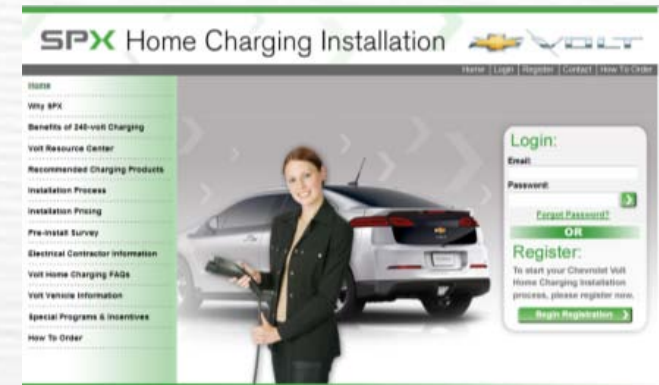 SPX Home Charging Installation VOLT
Home | Login | Register | Contact | How To Order
Home
Why SPX
Benefits of 240-volt Charging
Volt Resource Center
Recommended Charging Products
Installation Process
Installation Pricing
Pre-Install Survey
Electrical Contractor Information
Volt Home Charging FAQs
Volt Vehicle Information
Special Programs & Incentives
How To Order
Login:
Email:
Password:
Forgot Password?
OR
Register:
To start your Chevrolet Volt
Home Charging Installation
process, please register now.
Begin Registration